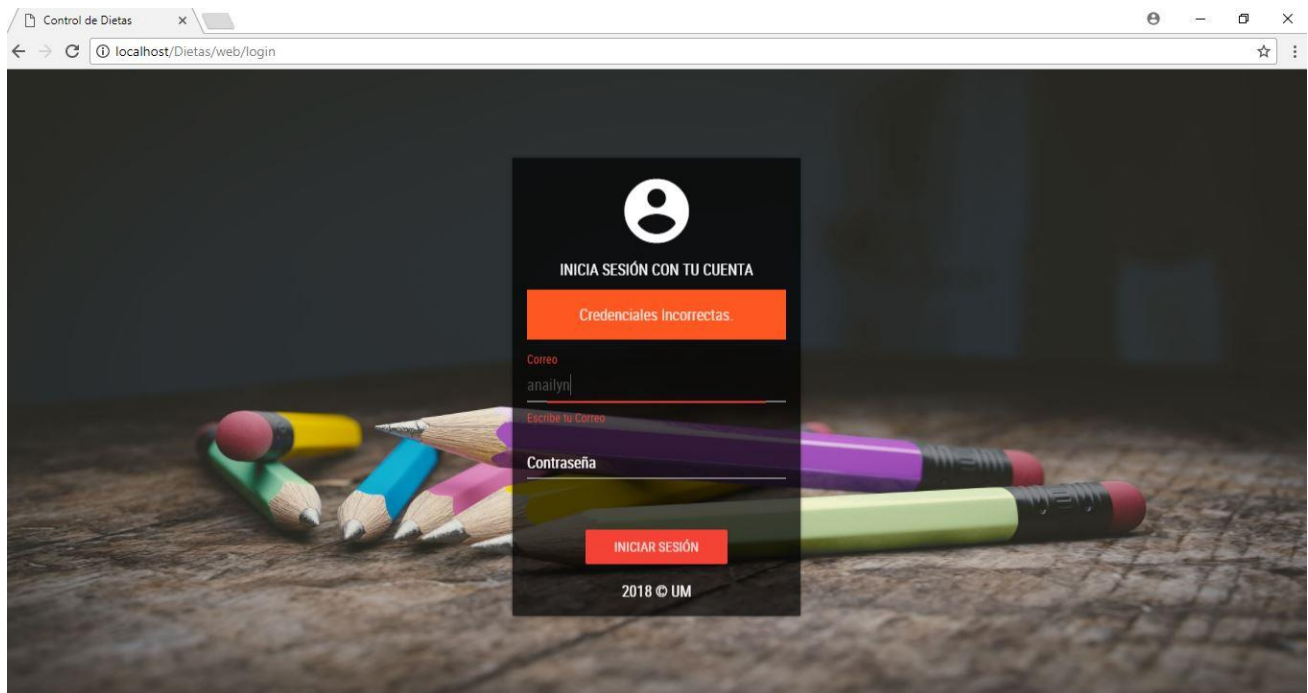 Control de Dietas
localhost/Dietas/web/login
INICIA SESIÓN CON TU CUENTA
Credenciales Incorrectas.
Correo
anailyn
Escribe tu Correo
Contraseña
INICIAR SESIÓN
2018 © UM